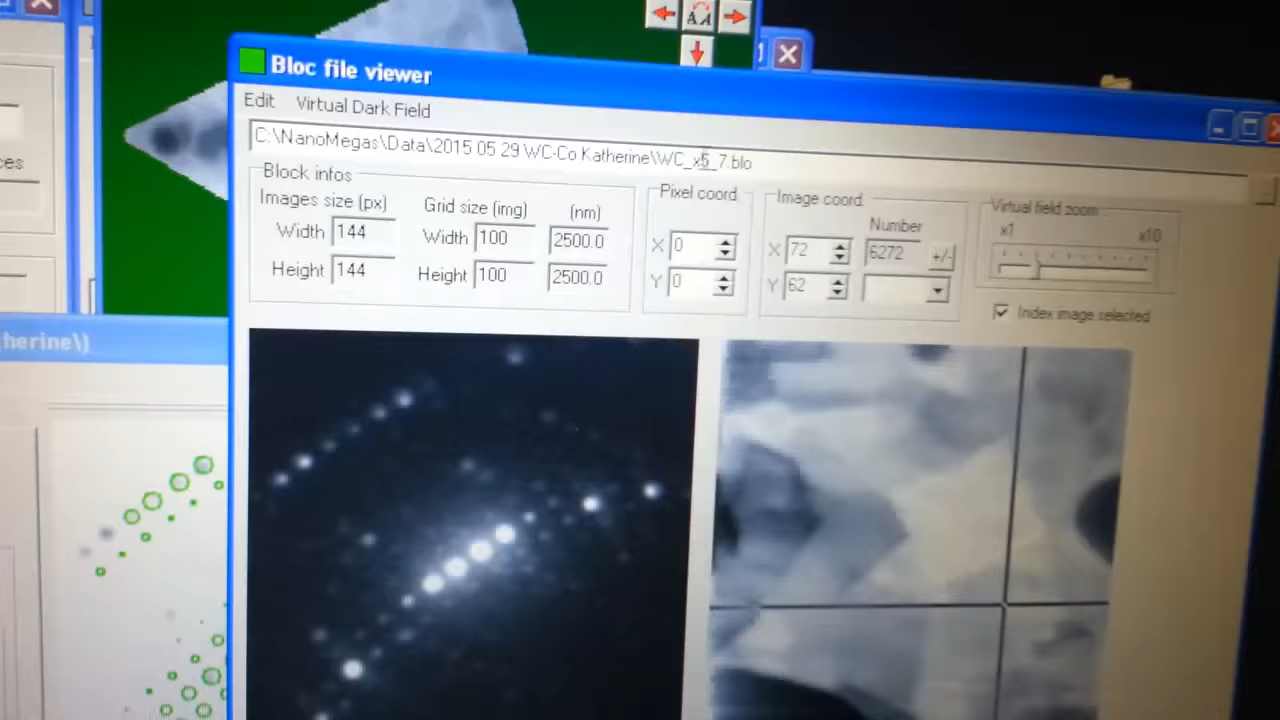 Bloc file viewer
Edit Virtual Dark Field
C:\NanoMegas\Data\2015 05 29 WC-Co Katherine\WC_x5_7.blo
Block infos
Images size (px) Grid size (img) (nm)
Width 144 Width 100 2500.0
Height 144 Height 100 2500.0
Pixel coord
X 0
Y 0
Image coord
Number
X 72 6272 +/-
Y 62
Virtual field zoom
x1 x10
Index image selected
ces
herine\)